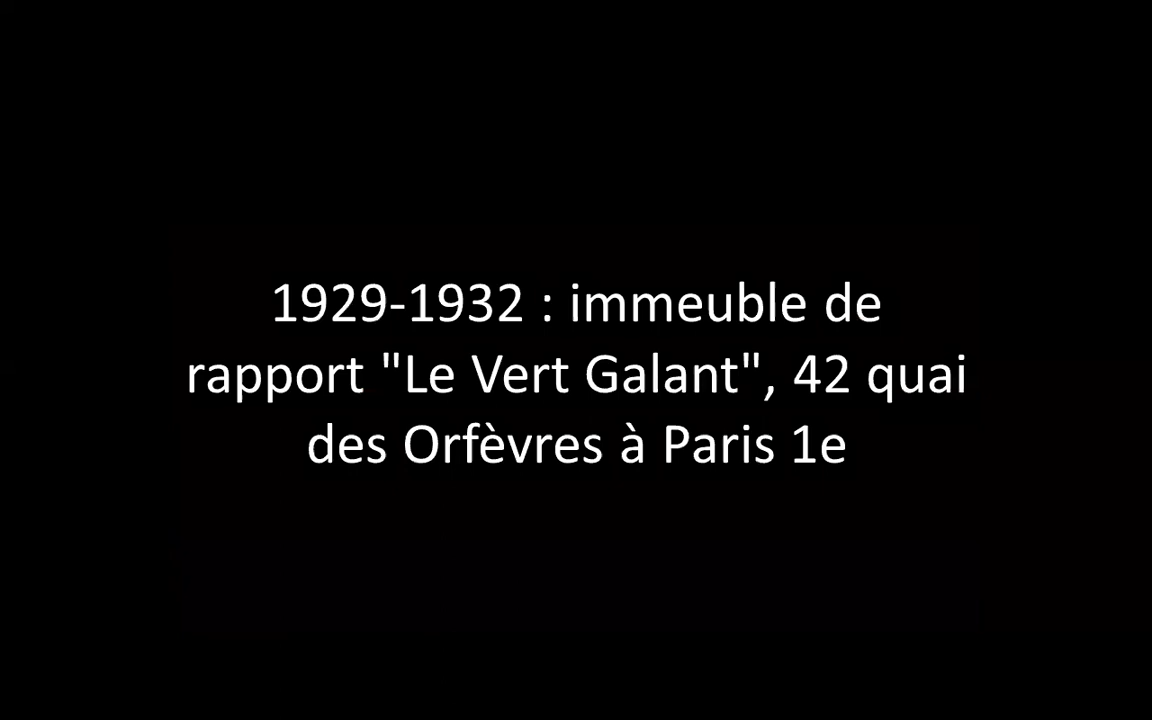 1929-1932 : immeuble de
rapport "Le Vert Galant", 42 quai
des Orfèvres à Paris 1e